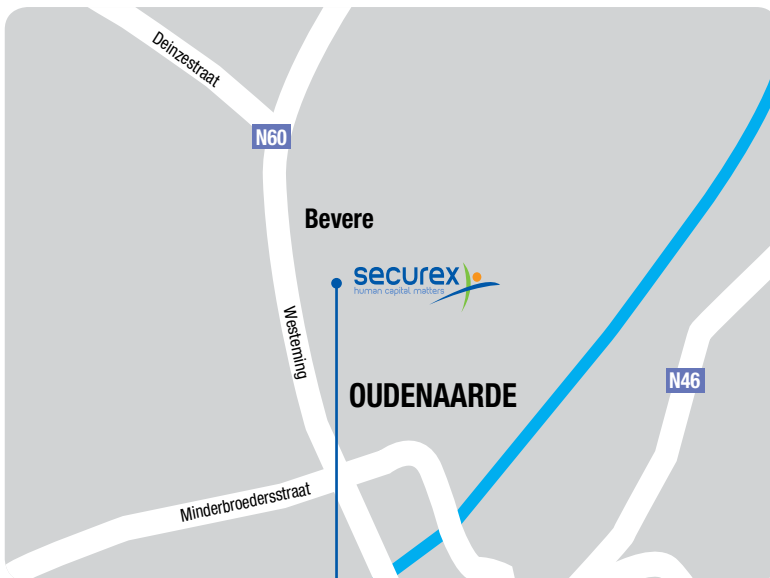 Deinzestraat
N60
Bevere
securex
human capital matters
Westerring
OUDENAARDE
N46
Minderbroedersstraat